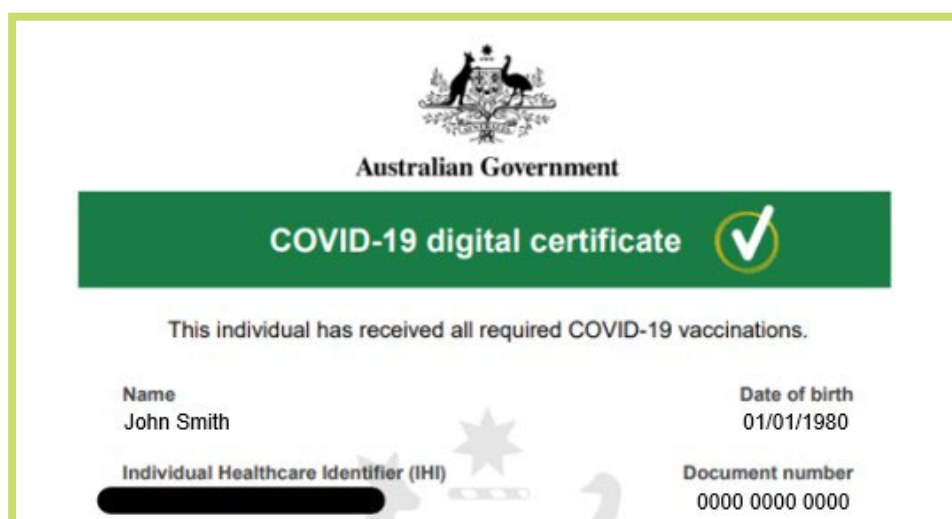 Australian Government
COVID-19 digital certificate
This individual has received all required COVID-19 vaccinations.
Name Date of birth
John Smith 01/01/1980
Individual Healthcare Identifier (IHI) Document number
0000 0000 0000